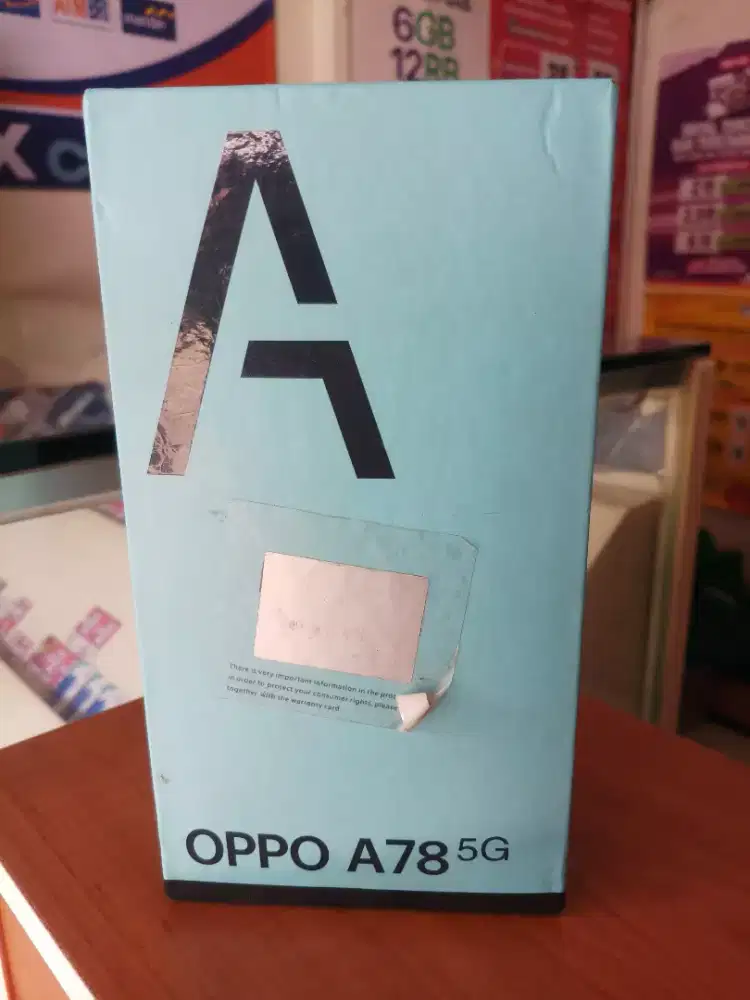 6GB
A
There is very important information in the prot
in order to protect your consumer rights, please
together with the warranty card
OPPO A78 5G